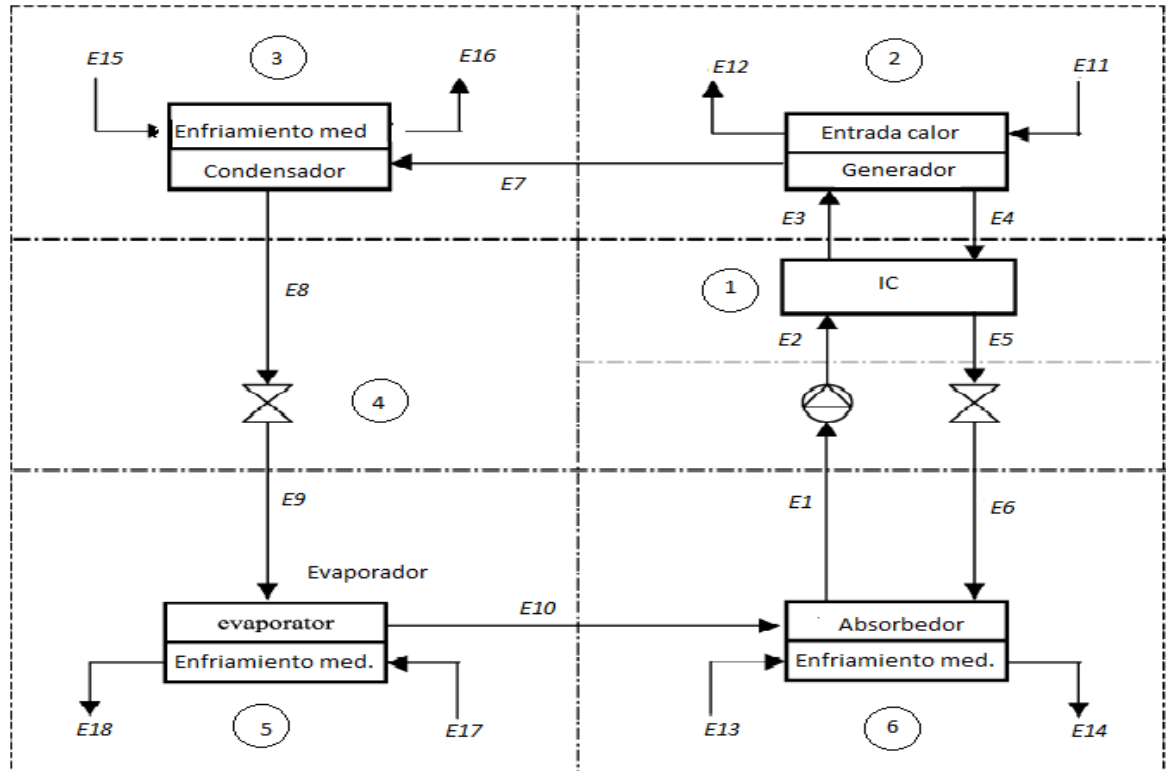 E15
3
E16
Enfriamiento med
Condensador
E12
2
E11
Entrada calor
Generador
E7
E3
E4
E8
1
IC
E2
E5
4
E9
E1
E6
Evaporador
evaporator
Enfriamiento med.
E10
Absorbedor
Enfriamiento med.
E18
5
E17
E13
6
E14